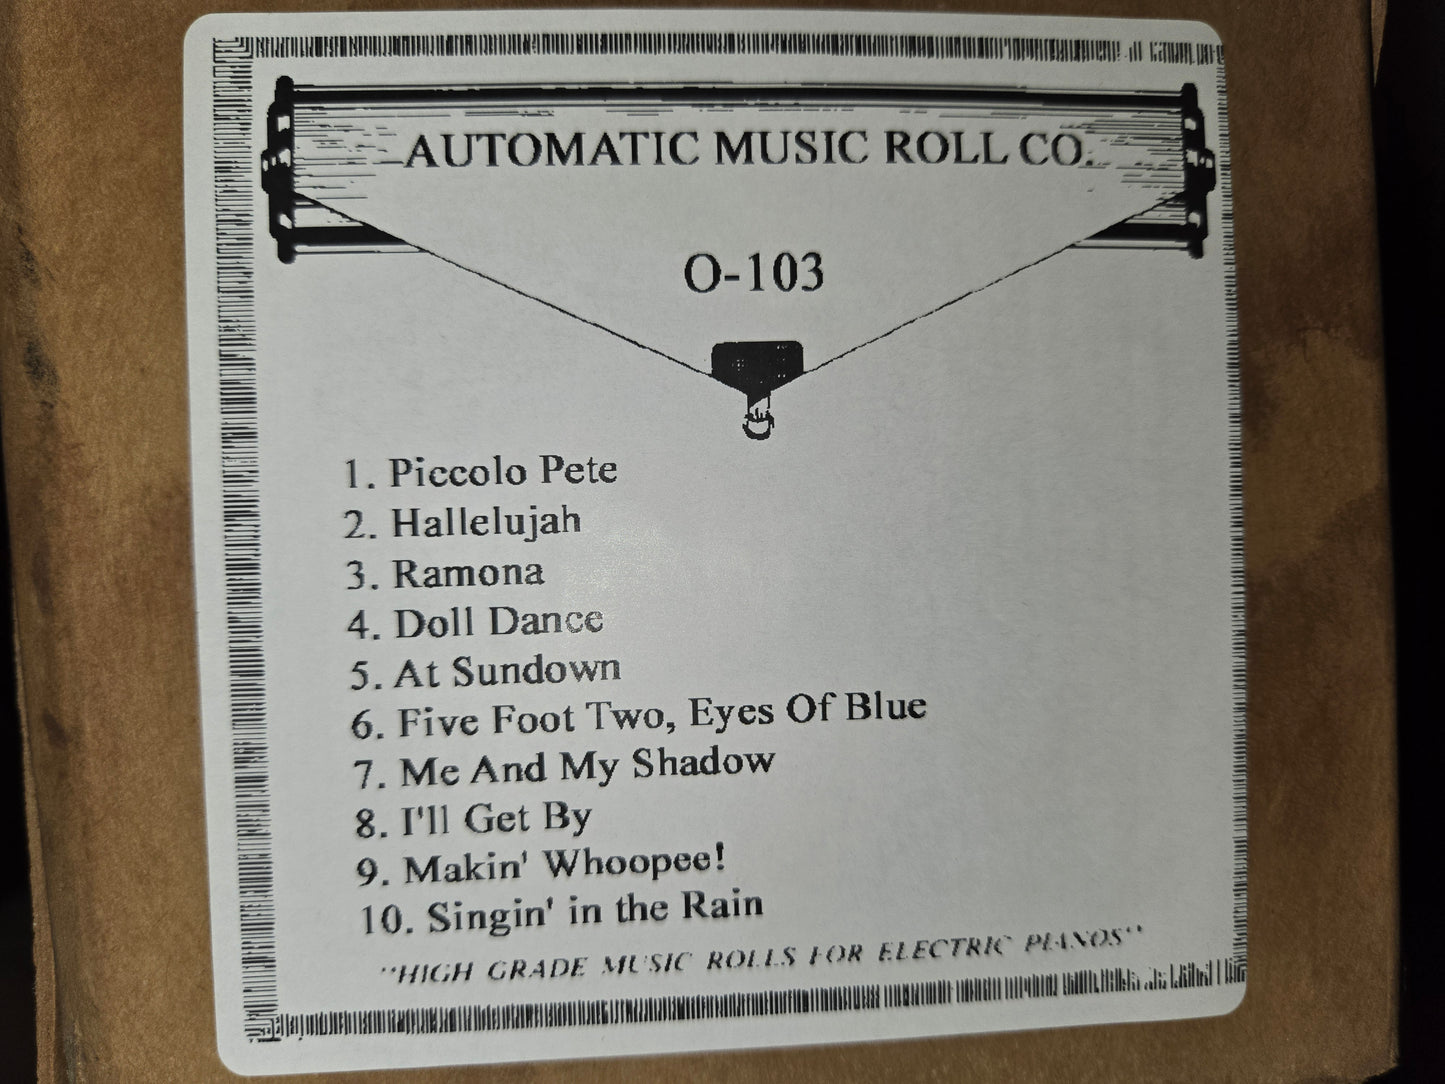 AUTOMATIC MUSIC ROLL CO.
O-103
1. Piccolo Pete
2. Hallelujah
3. Ramona
4. Doll Dance
5. At Sundown
6. Five Foot Two, Eyes Of Blue
7. Me And My Shadow
8. I'll Get By
9. Makin' Whoopee!
10. Singin' in the Rain
"HIGH GRADE MUSIC ROLLS FOR ELECTRIC PIANOS"